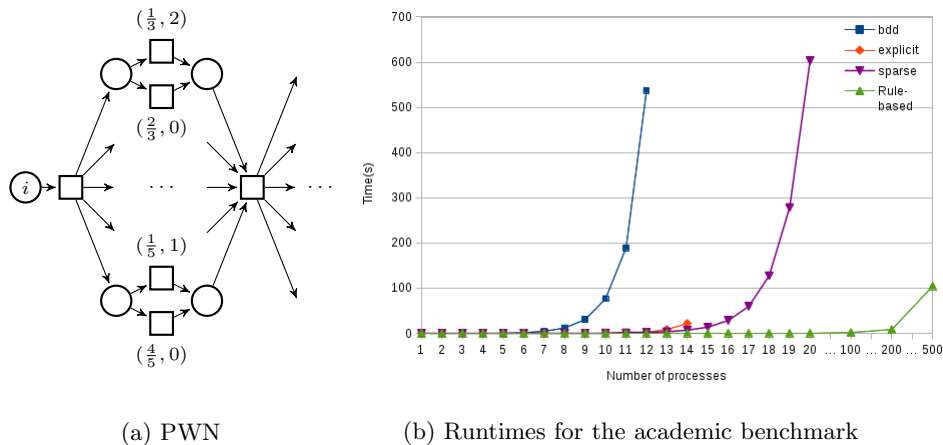 (1/3, 2)
(2/3, 0)
i
· · ·
· · ·
(1/5, 1)
(4/5, 0)
(a) PWN
700
600
500
400
300
200
100
0
Time(s)
1 2 3 4 5 6 7 8 9 10 11 12 13 14 15 16 17 18 19 20 ... 100 ... 200 ... 500
Number of processes
bdd
explicit
sparse
Rule-
based
(b) Runtimes for the academic benchmark